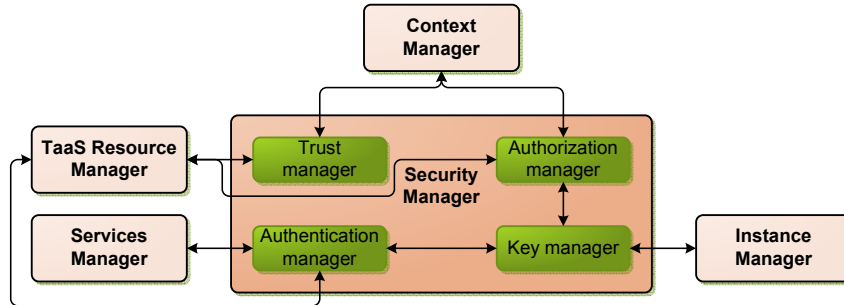 Context
Manager
TaaS Resource
Manager
Trust
manager
Authorization
manager
Security
Manager
Services
Manager
Authentication
manager
Key manager
Instance
Manager